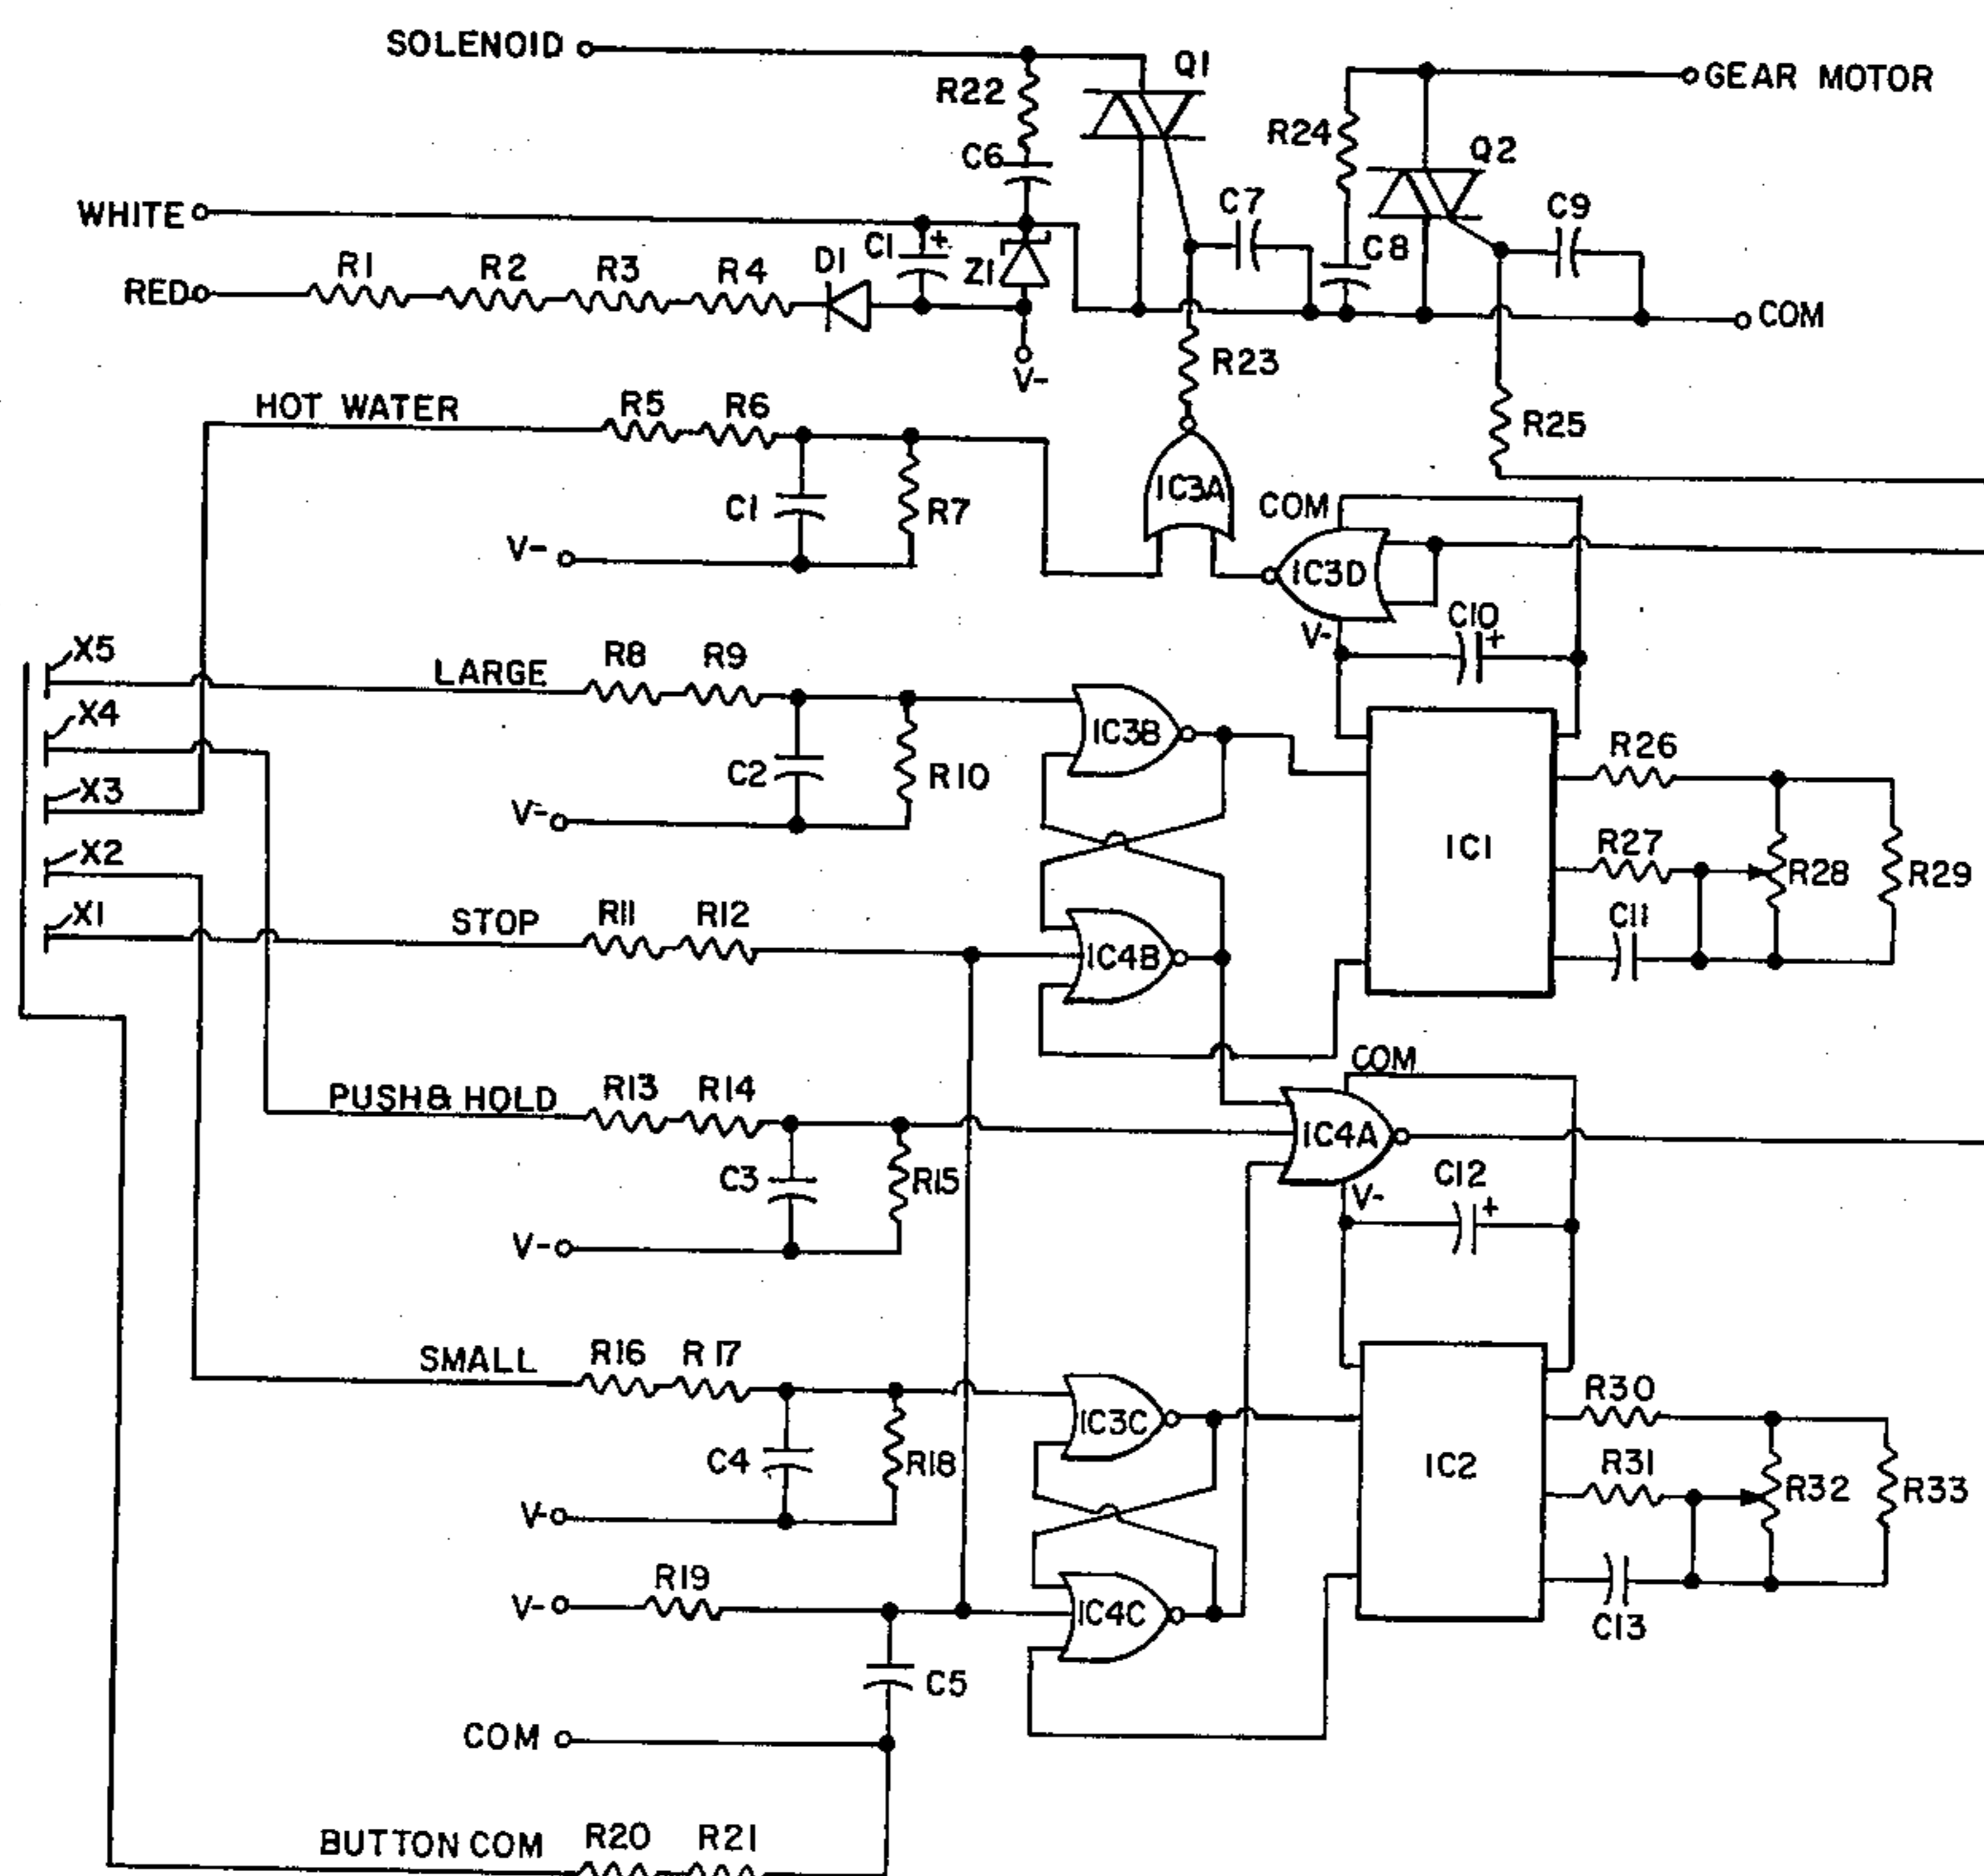 SOLENOID
Q1
GEAR MOTOR
R22
R24
Q2
C6
C7
C9
WHITE
C1 +
Z1
C8
RED
R1
R2
R3
R4
D1
COM
V-
R23
HOT WATER
R5
R6
R25
C1
R7
IC3A
COM
V-
IC3D
C10
+
V-
X5
LARGE
R8
R9
X4
IC3B
C2
R10
R26
X3
V-
X2
IC1
R27
R28
R29
X1
STOP
R11
R12
C11
IC4B
COM
PUSH & HOLD
R13
R14
IC4A
C3
R15
V-
C12
+
V-
SMALL
R16
R17
R30
IC3C
C4
R18
IC2
R31
R32
R33
V-
R19
V-
IC4C
C13
C5
COM
BUTTON COM
R20
R21